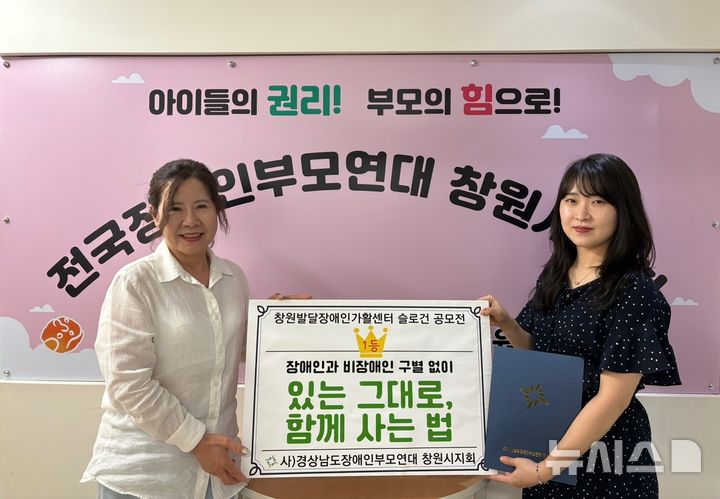 아이들의 권리! 부모의 힘으로!
전국장 인부모연대 창원시
창원발달장애인가활센터 슬로건 공모전
1등
장애인과 비장애인 구별 없이
있는 그대로,
함께 사는 법
사)경상남도장애인부모연대 창원시지회
뉴시스